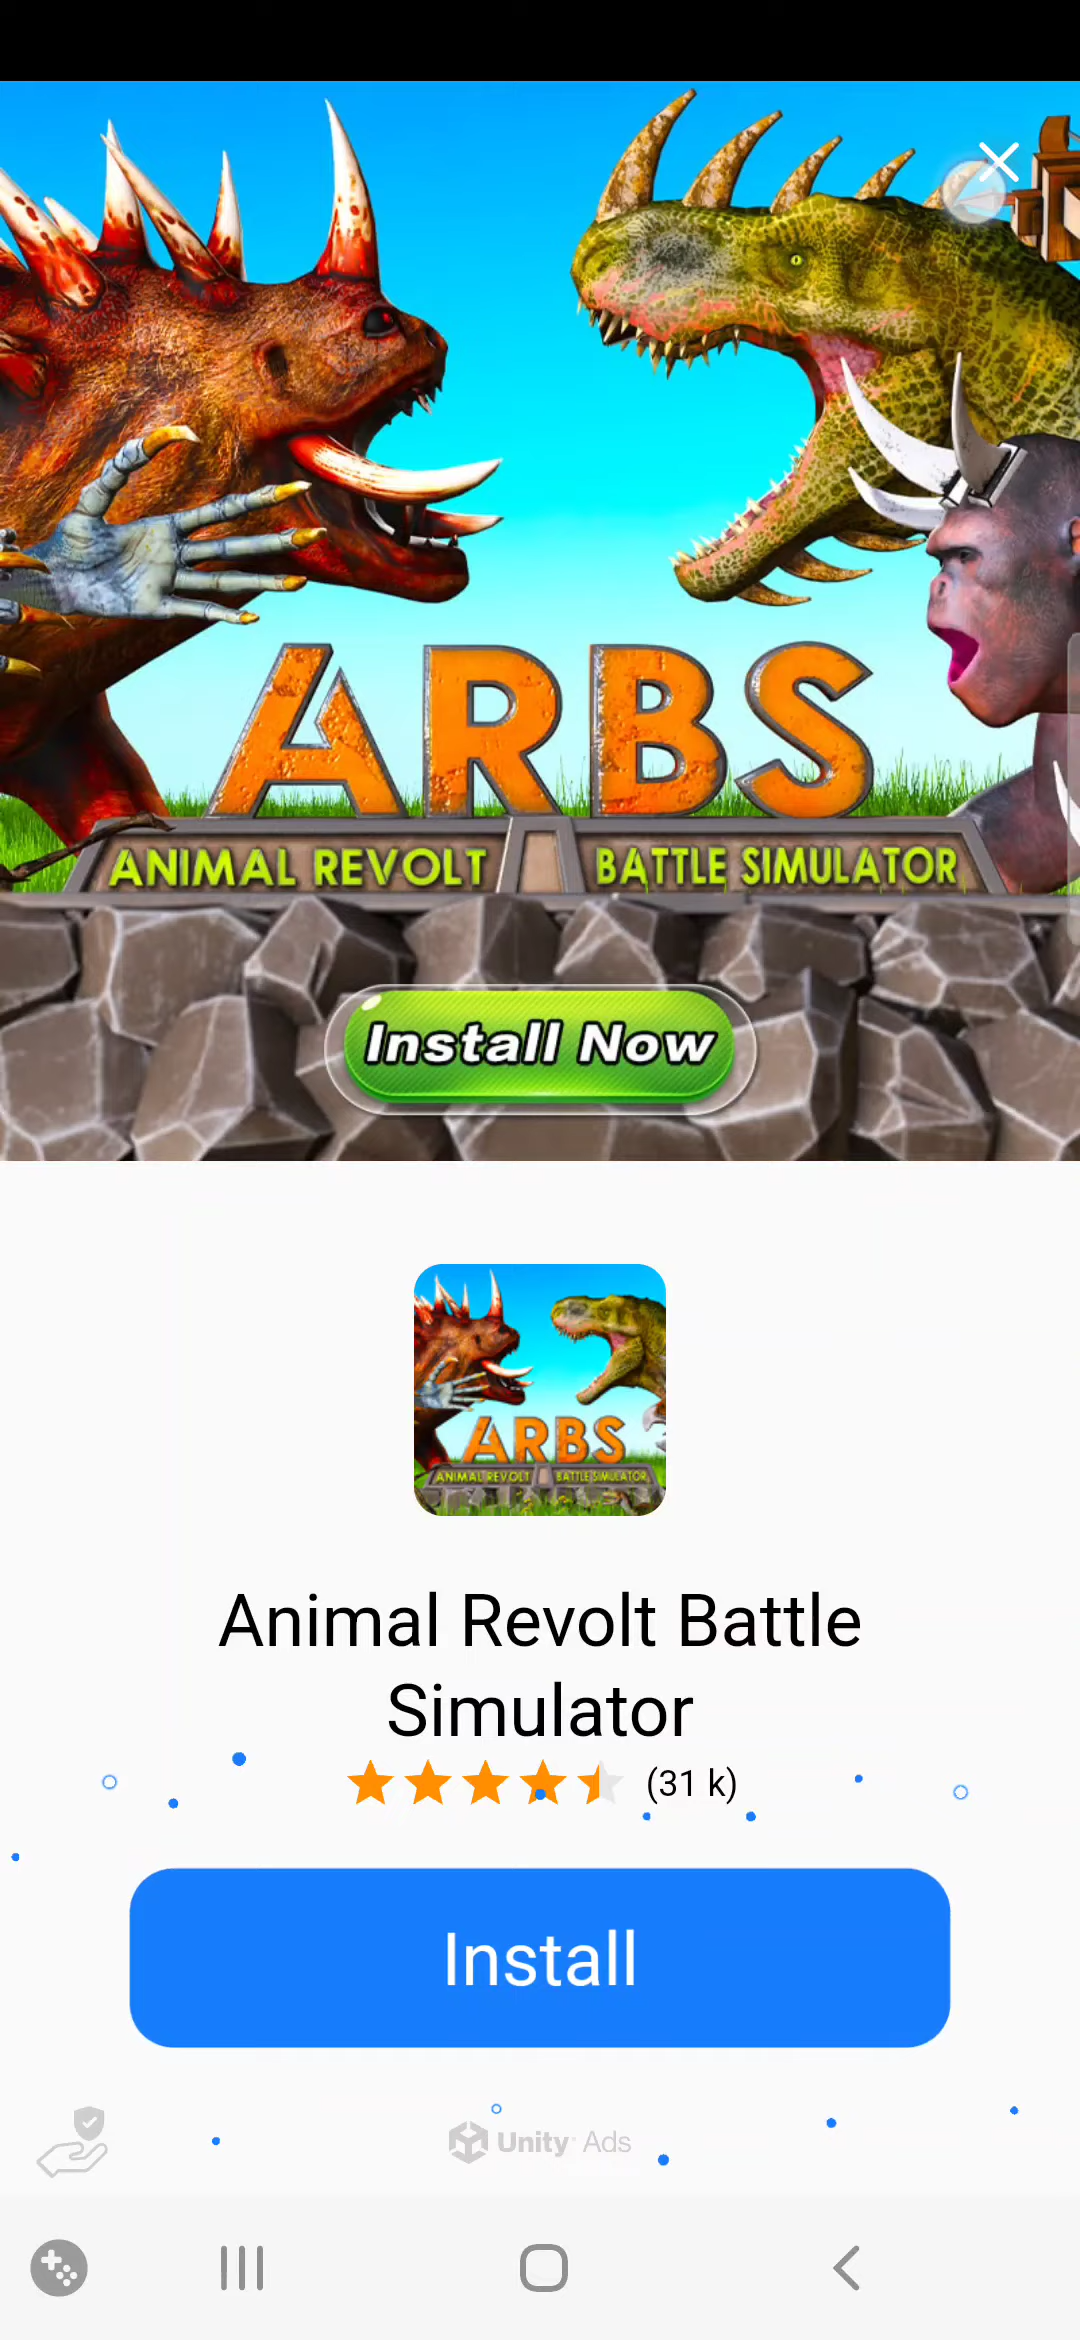 ARBS
ANIMAL REVOLT BATTLE SIMULATOR
Install Now
ARBS
ANIMAL REVOLT BATTLE SIMULATOR
Animal Revolt Battle
Simulator
(31 k)
Install
Unity Ads